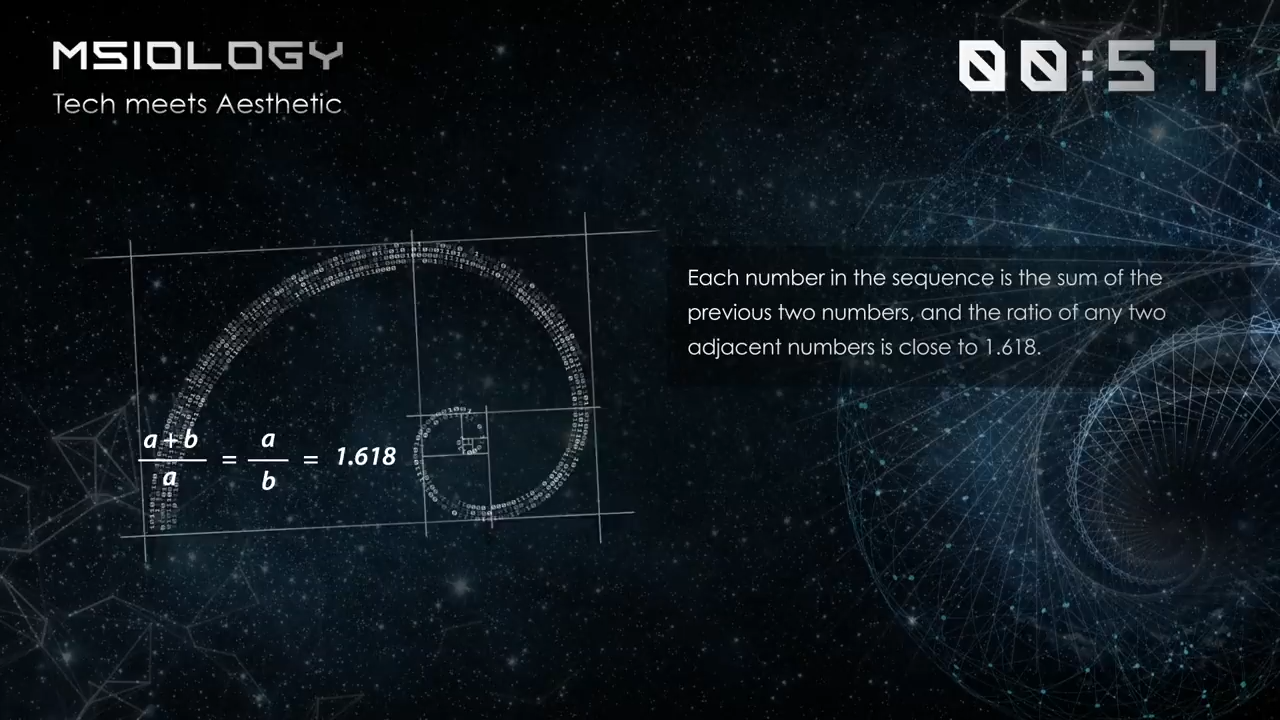 MSIOLOGY
Tech meets Aesthetic
00:57
Each number in the sequence is the sum of the
previous two numbers, and the ratio of any two
adjacent numbers is close to 1.618.
a + b / a = a / b = 1.618